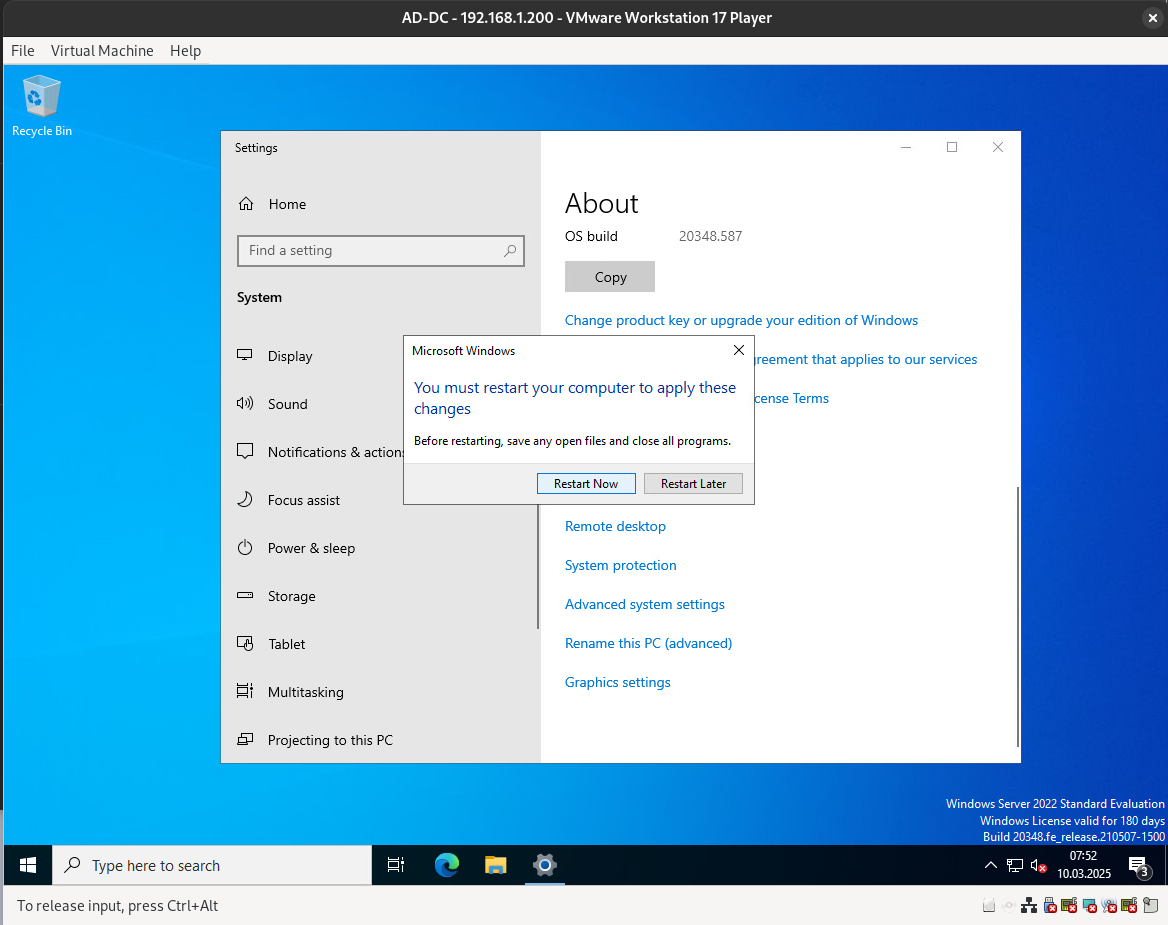 AD-DC - 192.168.1.200 - VMware Workstation 17 Player
File Virtual Machine Help
Recycle Bin
Settings
Home
Find a setting
System
Display
Sound
Notifications & actions
Focus assist
Power & sleep
Storage
Tablet
Multitasking
Projecting to this PC
About
OS build 20348.587
Copy
Change product key or upgrade your edition of Windows
greement that applies to our services
cense Terms
Microsoft Windows
You must restart your computer to apply these
changes
Before restarting, save any open files and close all programs.
Restart Now Restart Later
Remote desktop
System protection
Advanced system settings
Rename this PC (advanced)
Graphics settings
Windows Server 2022 Standard Evaluation
Windows License valid for 180 days
Build 20348.fe_release.210507-1500
Type here to search
07:52
10.03.2025
3
To release input, press Ctrl+Alt